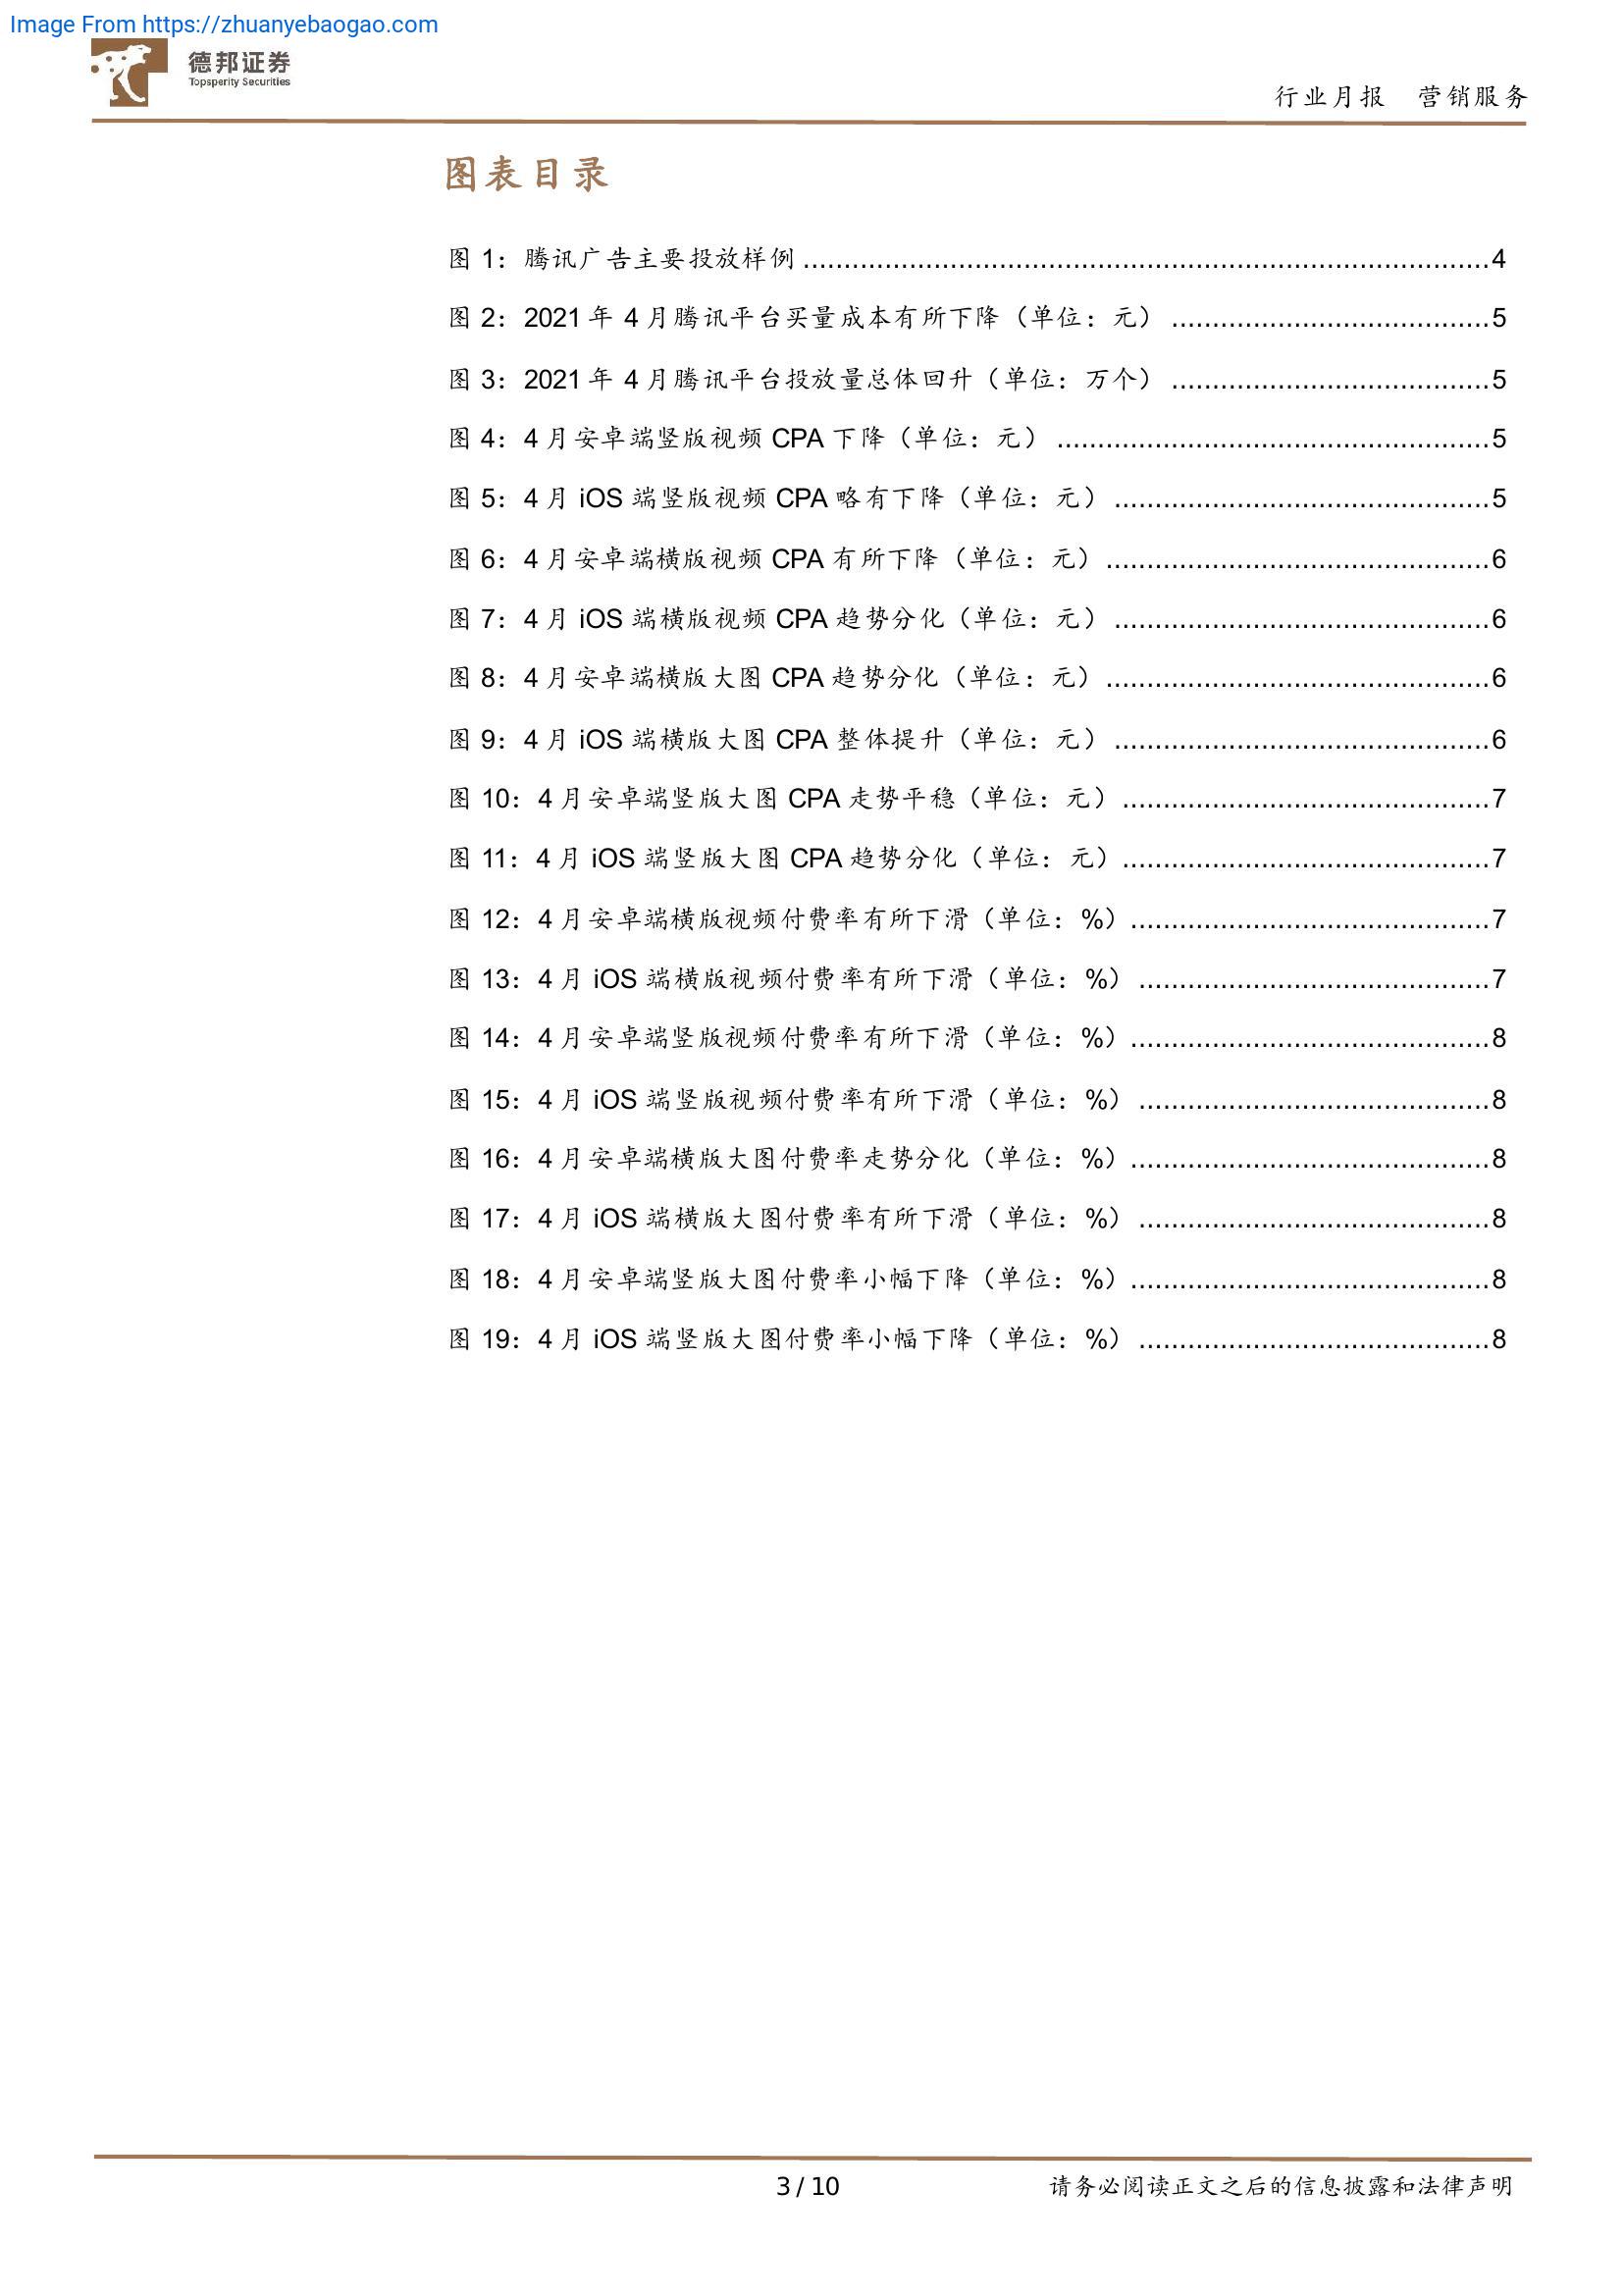 Image From https://zhuanyebaogao.com
德邦证券
Topsperity Securities
行业月报 营销服务
图表目录
图 1：腾讯广告主要投放样例 ....................................................................................4
图 2：2021 年 4 月腾讯平台买量成本有所下降（单位：元） .......................................5
图 3：2021 年 4 月腾讯平台投放量总体回升（单位：万个） .......................................5
图 4：4 月安卓端竖版视频 CPA 下降（单位：元） .....................................................5
图 5：4 月 iOS 端竖版视频 CPA 略有下降（单位：元） ..............................................5
图 6：4 月安卓端横版视频 CPA 有所下降（单位：元） ...............................................6
图 7：4 月 iOS 端横版视频 CPA 趋势分化（单位：元） ..............................................6
图 8：4 月安卓端横版大图 CPA 趋势分化（单位：元） ...............................................6
图 9：4 月 iOS 端横版大图 CPA 整体提升（单位：元） ..............................................6
图 10：4 月安卓端竖版大图 CPA 走势平稳（单位：元） .............................................7
图 11：4 月 iOS 端竖版大图 CPA 趋势分化（单位：元） .............................................7
图 12：4 月安卓端横版视频付费率有所下滑（单位：%） ............................................7
图 13：4 月 iOS 端横版视频付费率有所下滑（单位：%） ...........................................7
图 14：4 月安卓端竖版视频付费率有所下滑（单位：%） ............................................8
图 15：4 月 iOS 端竖版视频付费率有所下滑（单位：%） ...........................................8
图 16：4 月安卓端横版大图付费率走势分化（单位：%） ............................................8
图 17：4 月 iOS 端横版大图付费率有所下滑（单位：%） ...........................................8
图 18：4 月安卓端竖版大图付费率小幅下降（单位：%） ............................................8
图 19：4 月 iOS 端竖版大图付费率小幅下降（单位：%） ...........................................8
3 / 10
请务必阅读正文之后的信息披露和法律声明